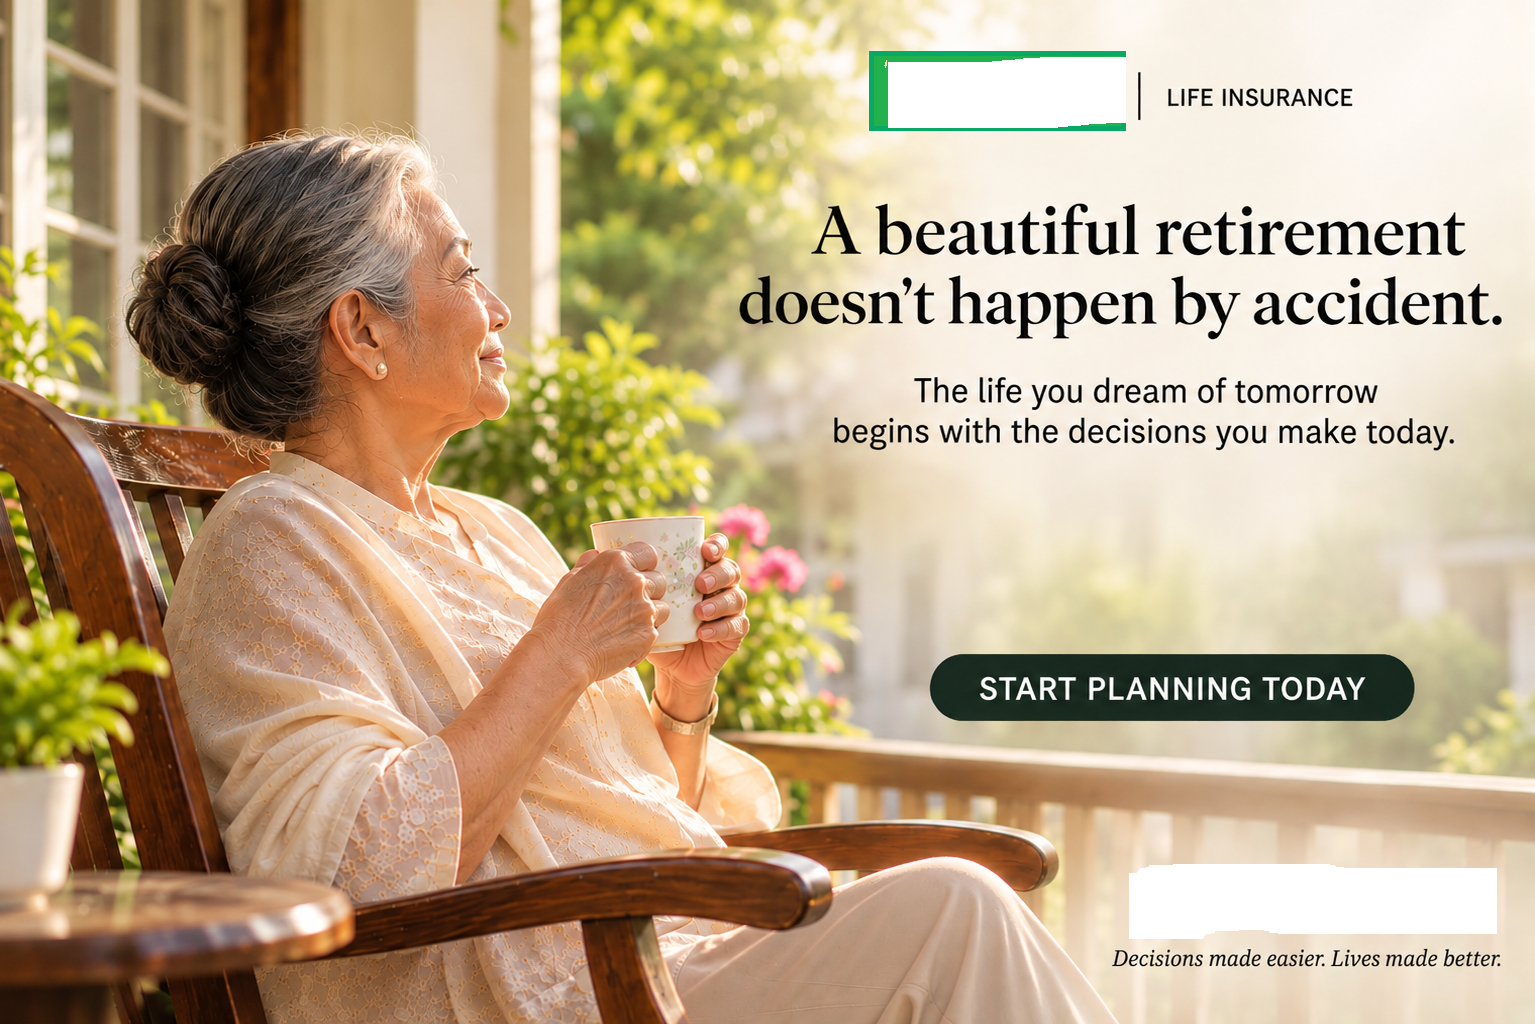 LIFE INSURANCE
A beautiful retirement
doesn't happen by accident.
The life you dream of tomorrow
begins with the decisions you make today.
START PLANNING TODAY
Decisions made easier. Lives made better.